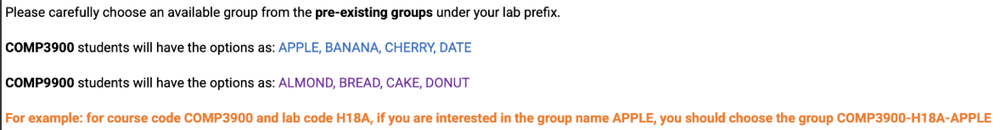 Please carefully choose an available group from the pre-existing groups under your lab prefix.
COMP3900 students will have the options as: APPLE, BANANA, CHERRY, DATE
COMP9900 students will have the options as: ALMOND, BREAD, CAKE, DONUT
For example: for course code COMP3900 and lab code H18A, if you are interested in the group name APPLE, you should choose the group COMP3900-H18A-APPLE